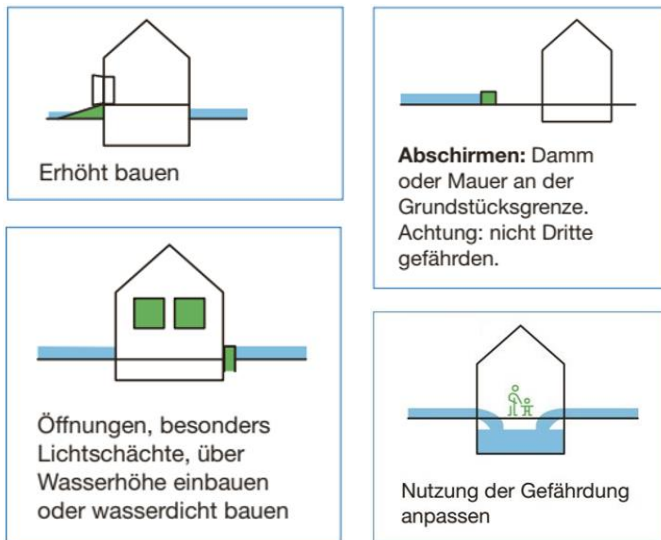 Erhöht bauen
Abschirmen: Damm
oder Mauer an der
Grundstücksgrenze.
Achtung: nicht Dritte
gefährden.
Öffnungen, besonders
Lichtschächte, über
Wasserhöhe einbauen
oder wasserdicht bauen
Nutzung der Gefährdung
anpassen